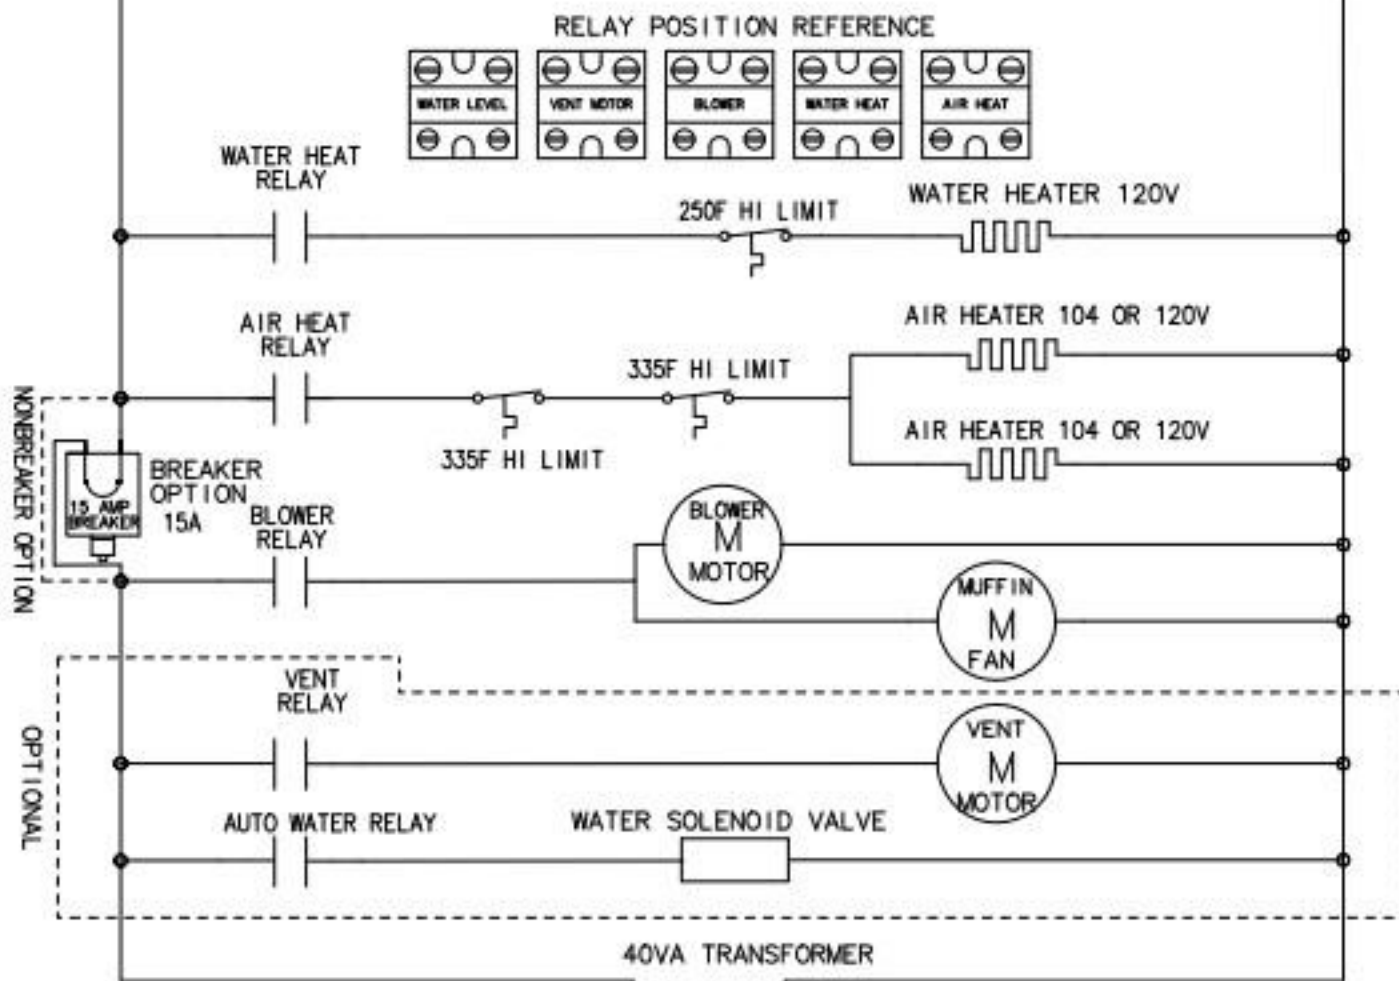 RELAY POSITION REFERENCE
WATER LEVEL
VENT MOTOR
BLOWER
WATER HEAT
AIR HEAT
WATER HEAT
RELAY
250F HI LIMIT
WATER HEATER 120V
AIR HEAT
RELAY
335F HI LIMIT
335F HI LIMIT
AIR HEATER 104 OR 120V
AIR HEATER 104 OR 120V
NONBREAKER OPTION
15 AMP
BREAKER
BREAKER
OPTION
15A
BLOWER
RELAY
BLOWER
M
MOTOR
MUFFIN
M
FAN
OPTIONAL
VENT
RELAY
VENT
M
MOTOR
AUTO WATER RELAY
WATER SOLENOID VALVE
40VA TRANSFORMER